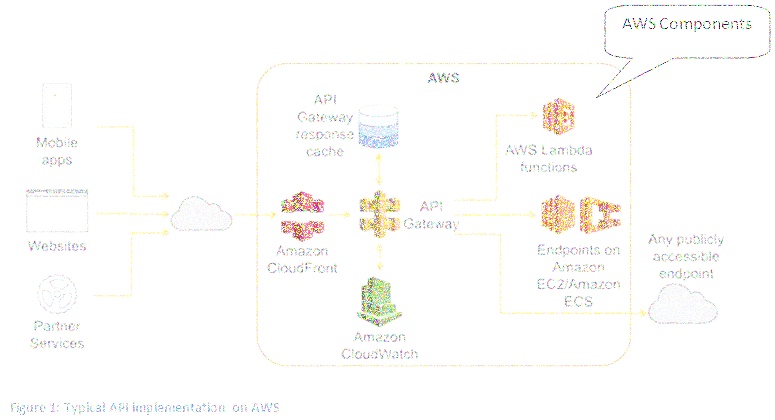 AWS Components
AWS
API
Gateway
response
cache
Mobile
apps
AWS Lambda
functions
API
Gateway
Websites
Amazon
CloudFront
Endpoints on
Amazon
EC2/Amazon
ECS
Any publicly
accessible
endpoint
Partner
Services
Amazon
CloudWatch
Figure 1: Typical API implementation on AWS